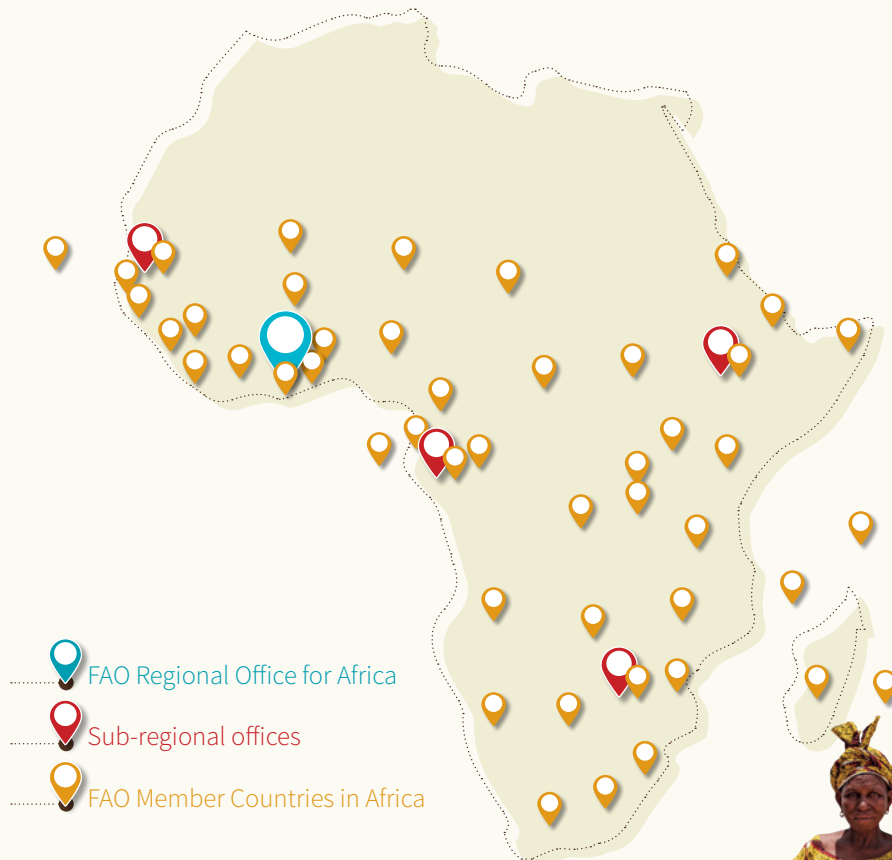 FAO Regional Office for Africa
Sub-regional offices
FAO Member Countries in Africa